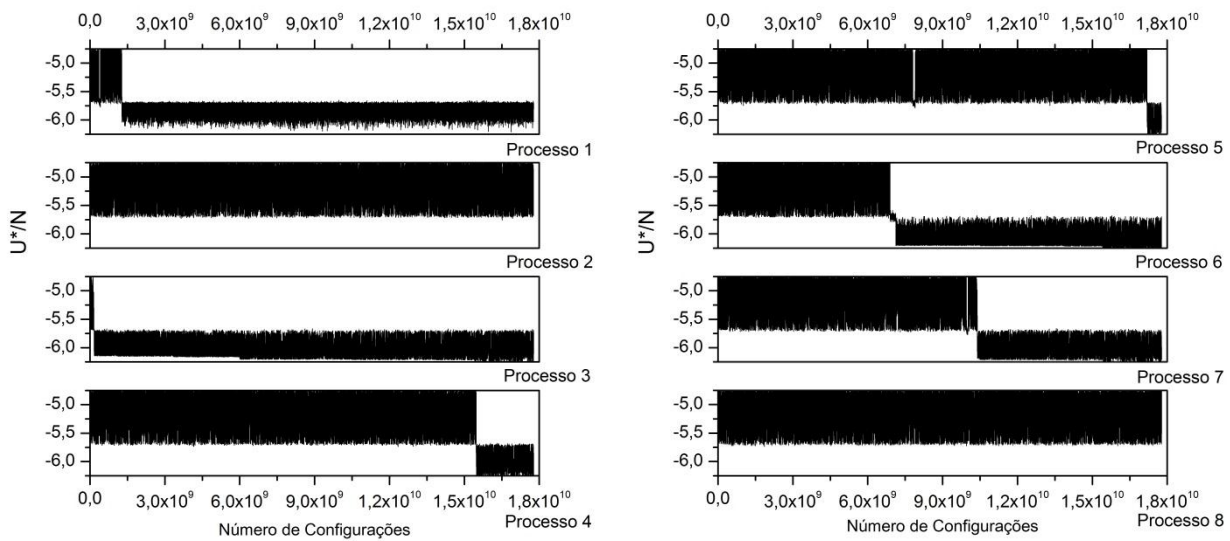 0,0 3,0x10⁹ 6,0x10⁹ 9,0x10⁹ 1,2x10¹⁰ 1,5x10¹⁰ 1,8x10¹⁰
-5,0
-5,5
-6,0
Processo 1
-5,0
-5,5
-6,0
Processo 2
U*/N
-5,0
-5,5
-6,0
Processo 3
-5,0
-5,5
-6,0
0,0 3,0x10⁹ 6,0x10⁹ 9,0x10⁹ 1,2x10¹⁰ 1,5x10¹⁰ 1,8x10¹⁰
Número de Configurações
Processo 4
0,0 3,0x10⁹ 6,0x10⁹ 9,0x10⁹ 1,2x10¹⁰ 1,5x10¹⁰ 1,8x10¹⁰
-5,0
-5,5
-6,0
Processo 5
-5,0
-5,5
-6,0
Processo 6
U*/N
-5,0
-5,5
-6,0
Processo 7
-5,0
-5,5
-6,0
0,0 3,0x10⁹ 6,0x10⁹ 9,0x10⁹ 1,2x10¹⁰ 1,5x10¹⁰ 1,8x10¹⁰
Número de Configurações
Processo 8